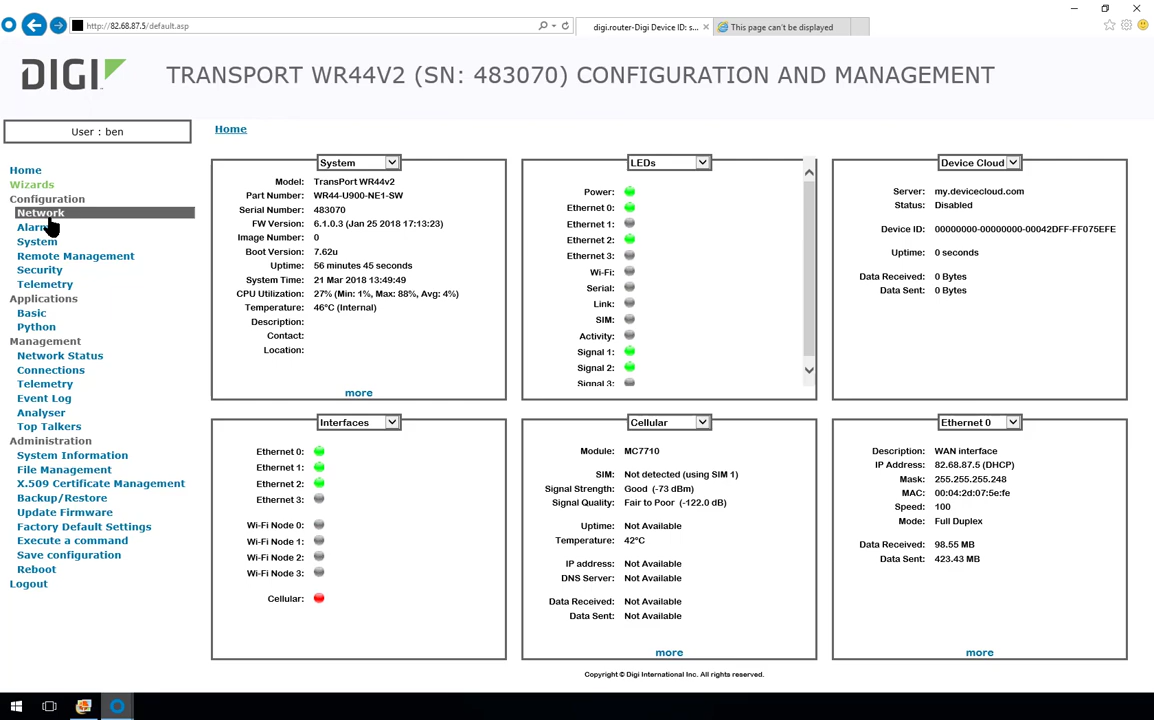 http://82.68.87.5/default.asp
digi.router-Digi Device ID: s...
This page can't be displayed
DIGI
TRANSPORT WR44V2 (SN: 483070) CONFIGURATION AND MANAGEMENT
User : ben
Home
Wizards
Configuration
Network
Alarm
System
Remote Management
Security
Telemetry
Applications
Basic
Python
Management
Network Status
Connections
Telemetry
Event Log
Analyser
Top Talkers
Administration
System Information
File Management
X.509 Certificate Management
Backup/Restore
Update Firmware
Factory Default Settings
Execute a command
Save configuration
Reboot
Logout
Home
System
Model: TransPort WR44v2
Part Number: WR44-U900-NE1-SW
Serial Number: 483070
FW Version: 6.1.0.3 (Jan 25 2018 17:13:23)
Image Number: 0
Boot Version: 7.62u
Uptime: 56 minutes 45 seconds
System Time: 21 Mar 2018 13:49:49
CPU Utilization: 27% (Min: 1%, Max: 88%, Avg: 4%)
Temperature: 46°C (Internal)
Description:
Contact:
Location:
more
LEDs
Power:
Ethernet 0:
Ethernet 1:
Ethernet 2:
Ethernet 3:
Wi-Fi:
Serial:
Link:
SIM:
Activity:
Signal 1:
Signal 2:
Signal 3:
Device Cloud
Server: my.devicecloud.com
Status: Disabled
Device ID: 00000000-00000000-00042DFF-FF075EFE
Uptime: 0 seconds
Data Received: 0 Bytes
Data Sent: 0 Bytes
Interfaces
Ethernet 0:
Ethernet 1:
Ethernet 2:
Ethernet 3:
Wi-Fi Node 0:
Wi-Fi Node 1:
Wi-Fi Node 2:
Wi-Fi Node 3:
Cellular:
Cellular
Module: MC7710
SIM: Not detected (using SIM 1)
Signal Strength: Good (-73 dBm)
Signal Quality: Fair to Poor (-122.0 dB)
Uptime: Not Available
Temperature: 42°C
IP address: Not Available
DNS Server: Not Available
Data Received: Not Available
Data Sent: Not Available
more
Ethernet 0
Description: WAN interface
IP Address: 82.68.87.5 (DHCP)
Mask: 255.255.255.248
MAC: 00:04:2d:07:5e:fe
Speed: 100
Mode: Full Duplex
Data Received: 98.55 MB
Data Sent: 423.43 MB
more
Copyright © Digi International Inc. All rights reserved.